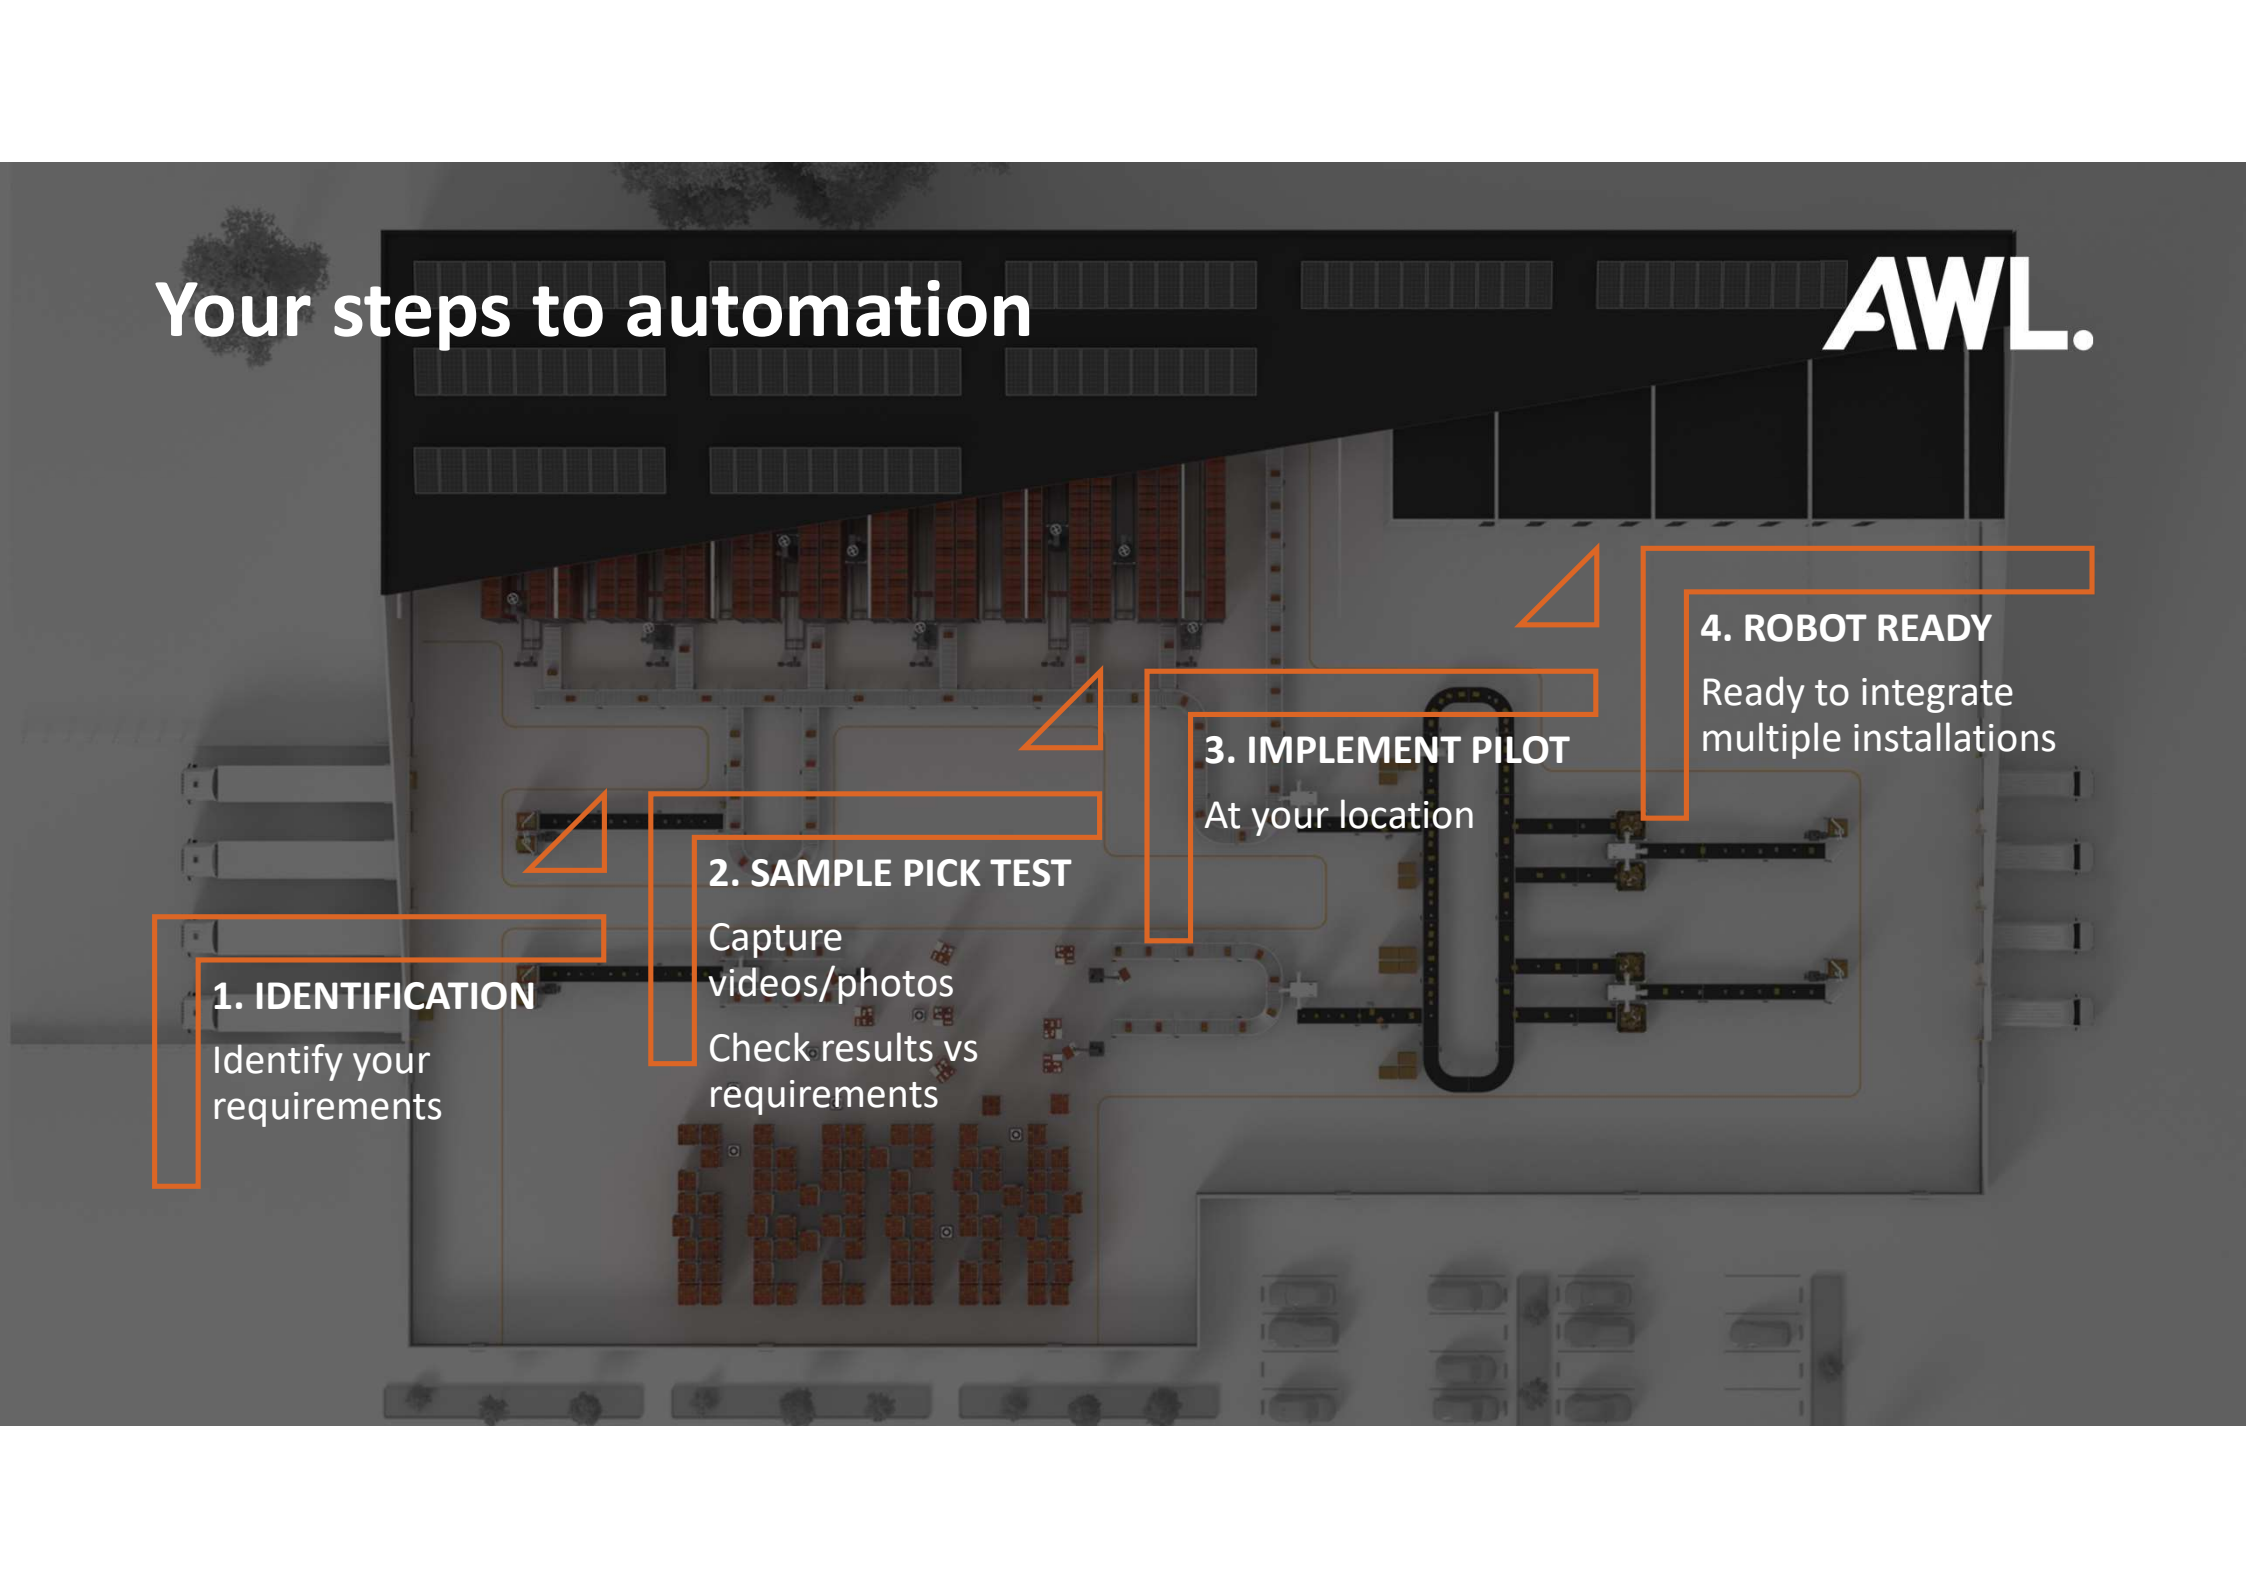 Your steps to automation
AWL.
1. IDENTIFICATION
Identify your
requirements
2. SAMPLE PICK TEST
Capture
videos/photos
Check results vs
requirements
3. IMPLEMENT PILOT
At your location
4. ROBOT READY
Ready to integrate
multiple installations